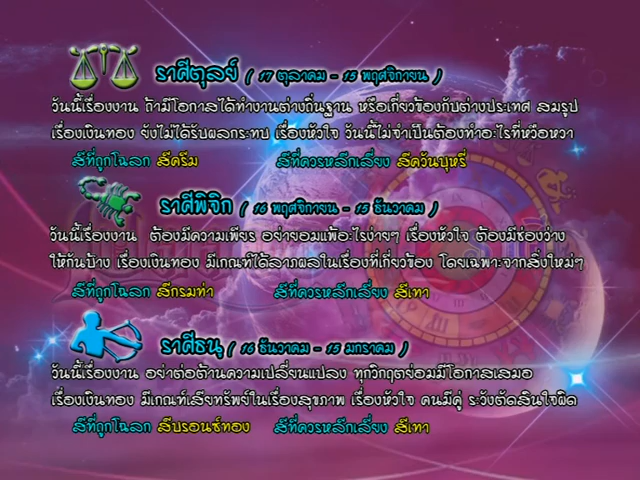 ราศีตุลย์ ( 17 ตุลาคม - 15 พฤศจิกายน )
วันนี้เรื่องงาน ถ้ามีโอกาสได้ทำงานต่างถิ่นฐาน หรือเกี่ยวข้องกับต่างประเทศ สมรูป
เรื่องเงินทอง ยังไม่ได้รับผลกระทบ เรื่องหัวใจ วันนี้ไม่จำเป็นต้องทำอะไรที่หวือหวา
สีที่ถูกโฉลก สีครีม สีที่ควรหลีกเลี่ยง สีควันบุหรี่
ราศีพิจิก ( 16 พฤศจิกายน - 15 ธันวาคม )
วันนี้เรื่องงาน ต้องมีความเพียร อย่ายอมแพ้อะไรง่ายๆ เรื่องหัวใจ ต้องมีช่องว่าง
ให้กันบ้าง เรื่องเงินทอง มีเกณฑ์ได้ลาภผลในเรื่องที่เกี่ยวข้อง โดยเฉพาะจากสิ่งใหม่ๆ
สีที่ถูกโฉลก สีกรมท่า สีที่ควรหลีกเลี่ยง สีเทา
ราศีธนู ( 16 ธันวาคม - 15 มกราคม )
วันนี้เรื่องงาน อย่าต่อต้านความเปลี่ยนแปลง ทุกวิกฤตย่อมมีโอกาสเสมอ
เรื่องเงินทอง มีเกณฑ์เสียทรัพย์ในเรื่องสุขภาพ เรื่องหัวใจ คนมีคู่ ระวังตัดสินใจผิด
สีที่ถูกโฉลก สีบรอนซ์ทอง สีที่ควรหลีกเลี่ยง สีเทา